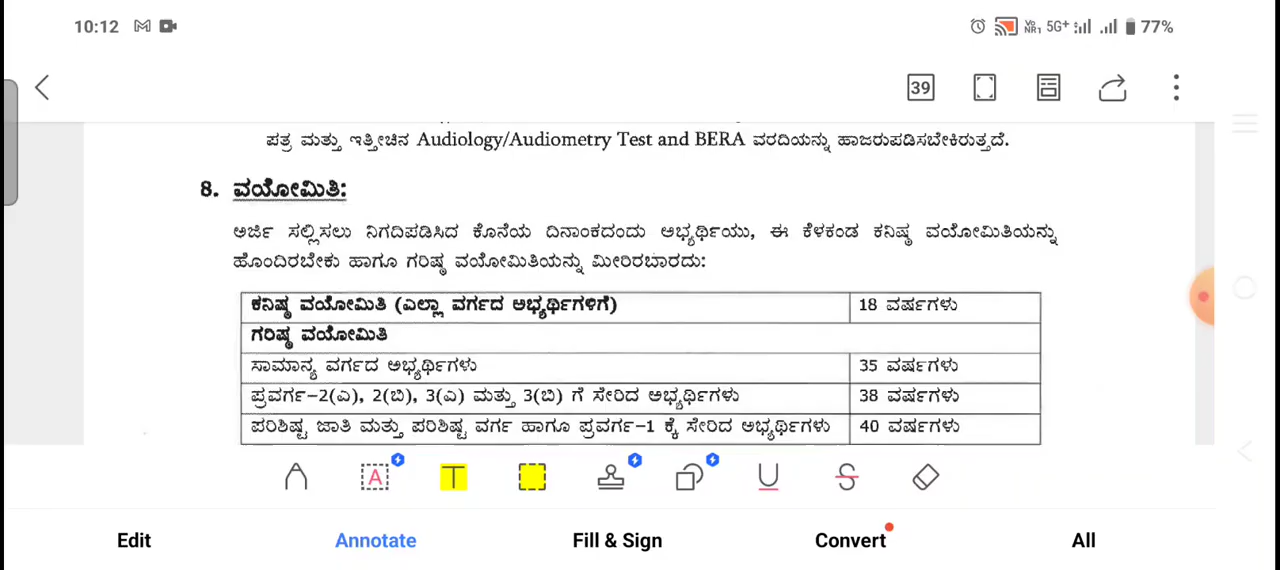 10:12 Vo NR1 5G+ 77%
39
ಪತ್ರ ಮತ್ತು ಇತ್ತೀಚಿನ Audiology/Audiometry Test and BERA ವರದಿಯನ್ನು ಹಾಜರುಪಡಿಸಬೇಕಿರುತ್ತದೆ.
8. ವಯೋಮಿತಿ:
ಅರ್ಜಿ ಸಲ್ಲಿಸಲು ನಿಗದಿಪಡಿಸಿದ ಕೊನೆಯ ದಿನಾಂಕದಂದು ಅಭ್ಯರ್ಥಿಯು, ಈ ಕೆಳಕಂಡ ಕನಿಷ್ಠ ವಯೋಮಿತಿಯನ್ನು
ಹೊಂದಿರಬೇಕು ಹಾಗೂ ಗರಿಷ್ಠ ವಯೋಮಿತಿಯನ್ನು ಮೀರಿರಬಾರದು:
ಕನಿಷ್ಠ ವಯೋಮಿತಿ (ಎಲ್ಲಾ ವರ್ಗದ ಅಭ್ಯರ್ಥಿಗಳಿಗೆ) 18 ವರ್ಷಗಳು
ಗರಿಷ್ಠ ವಯೋಮಿತಿ
ಸಾಮಾನ್ಯ ವರ್ಗದ ಅಭ್ಯರ್ಥಿಗಳು 35 ವರ್ಷಗಳು
ಪ್ರವರ್ಗ-2(ಎ), 2(ಬಿ), 3(ಎ) ಮತ್ತು 3(ಬಿ) ಗೆ ಸೇರಿದ ಅಭ್ಯರ್ಥಿಗಳು 38 ವರ್ಷಗಳು
ಪರಿಶಿಷ್ಟ ಜಾತಿ ಮತ್ತು ಪರಿಶಿಷ್ಟ ವರ್ಗ ಹಾಗೂ ಪ್ರವರ್ಗ-1 ಕ್ಕೆ ಸೇರಿದ ಅಭ್ಯರ್ಥಿಗಳು 40 ವರ್ಷಗಳು
A T U S
Edit Annotate Fill & Sign Convert All